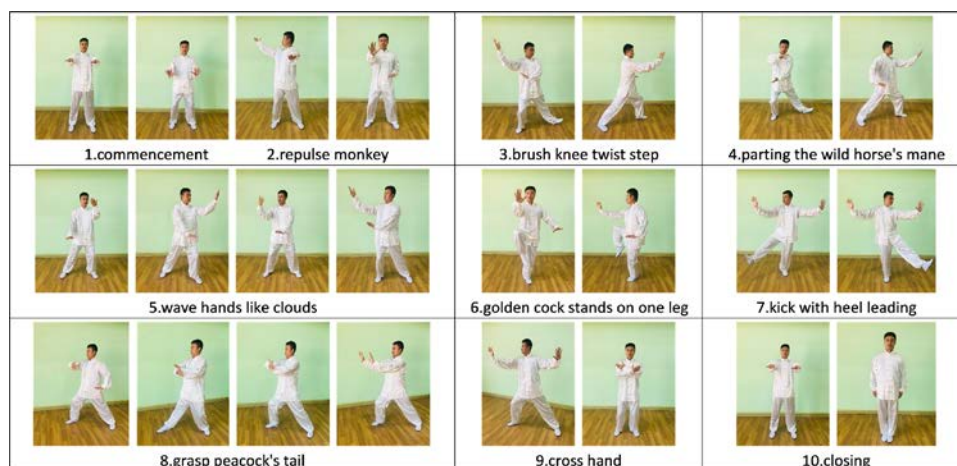 1.commencement
2.repulse monkey
3.brush knee twist step
4.parting the wild horse's mane
5.wave hands like clouds
6.golden cock stands on one leg
7.kick with heel leading
8.grasp peacock's tail
9.cross hand
10.closing